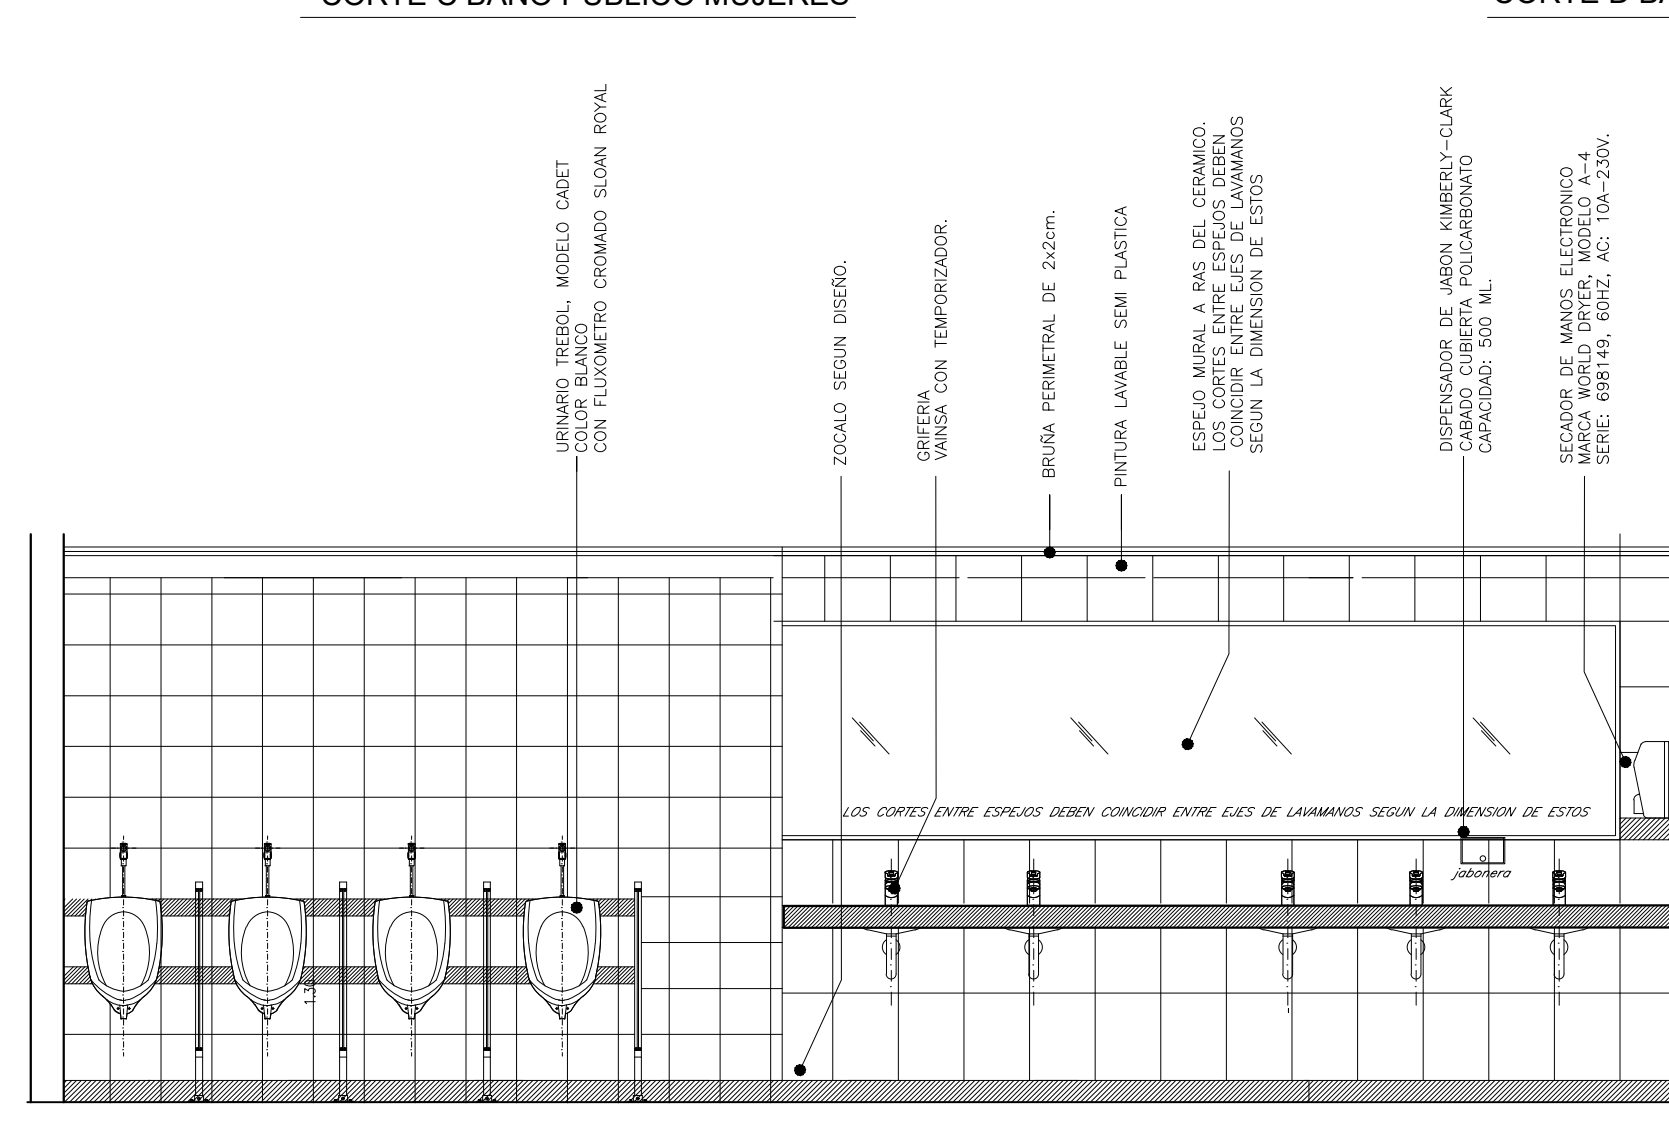 CORTE C BAÑO PUBLICO MUJERES
CORTE D BA
URINARIO TREBOL, MODELO CADET
COLOR BLANCO
CON FLUXOMETRO CROMADO SLOAN ROYAL
ZOCALO SEGUN DISEÑO.
GRIFERIA
VAINSA CON TEMPORIZADOR.
BRUÑA PERIMETRAL DE 2x2cm.
PINTURA LAVABLE SEMI PLASTICA
ESPEJO MURAL A RAS DEL CERAMICO.
LOS CORTES ENTRE ESPEJOS DEBEN
COINCIDIR ENTRE EJES DE LAVAMANOS
SEGUN LA DIMENSION DE ESTOS
DISPENSADOR DE JABON KIMBERLY-CLARK
CABADO CUBIERTA POLICARBONATO
CAPACIDAD: 500 ML.
SECADOR DE MANOS ELECTRONICO
MARCA WORLD DRYER, MODELO A-4
SERIE: 698149, 60HZ, AC: 10A-230V.
LOS CORTES ENTRE ESPEJOS DEBEN COINCIDIR ENTRE EJES DE LAVAMANOS SEGUN LA DIMENSION DE ESTOS
jabonera
1.30